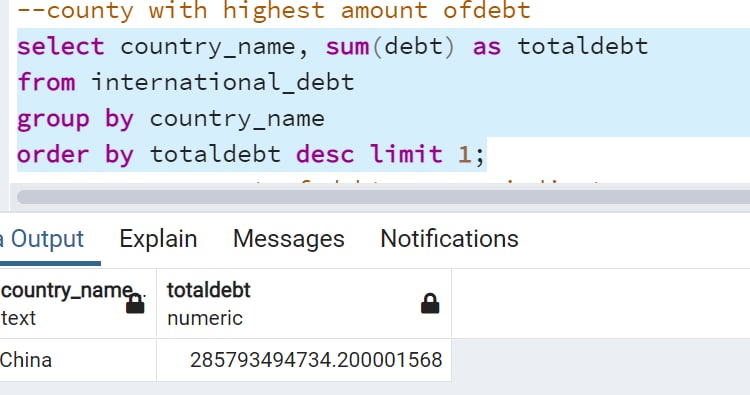 --county with highest amount ofdebt
select country_name, sum(debt) as totaldebt
from international_debt
group by country_name
order by totaldebt desc limit 1;
Output Explain Messages Notifications
country_name.. totaldebt
text numeric
China 285793494734.200001568